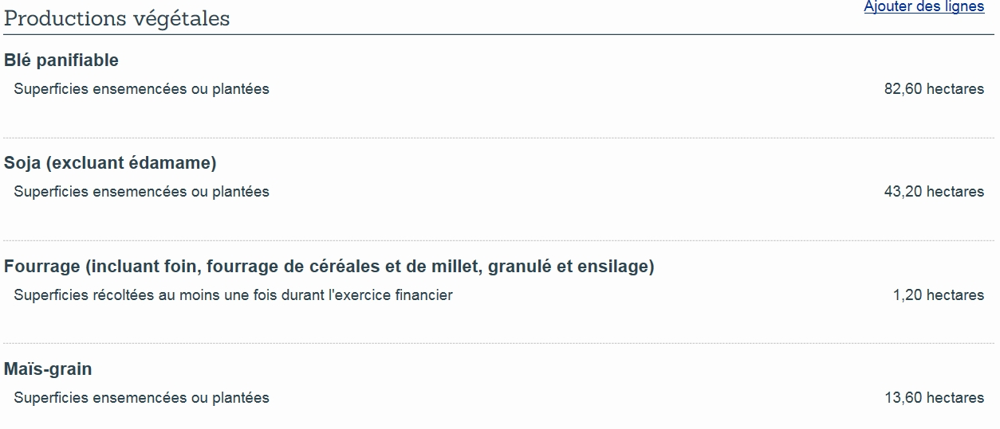 Ajouter des lignes
Productions végétales
Blé panifiable
Superficies ensemencées ou plantées 82,60 hectares
Soja (excluant édamame)
Superficies ensemencées ou plantées 43,20 hectares
Fourrage (incluant foin, fourrage de céréales et de millet, granulé et ensilage)
Superficies récoltées au moins une fois durant l'exercice financier 1,20 hectares
Maïs-grain
Superficies ensemencées ou plantées 13,60 hectares